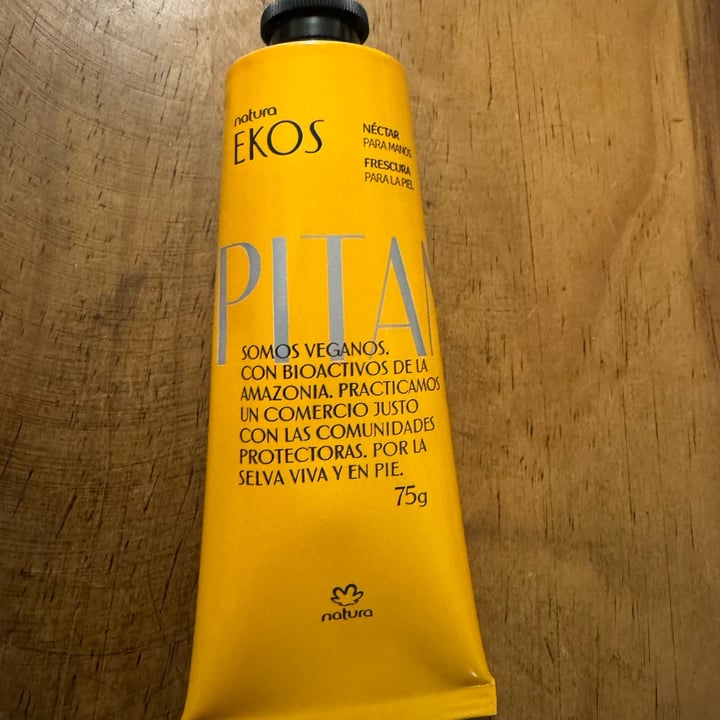 natura
EKOS
NÉCTAR
PARA MANOS
FRESCURA
PARA LA PIEL
PITAN
SOMOS VEGANOS.
CON BIOACTIVOS DE LA
AMAZONIA. PRACTICAMOS
UN COMERCIO JUSTO
CON LAS COMUNIDADES
PROTECTORAS. POR LA
SELVA VIVA Y EN PIE.
75g
natura